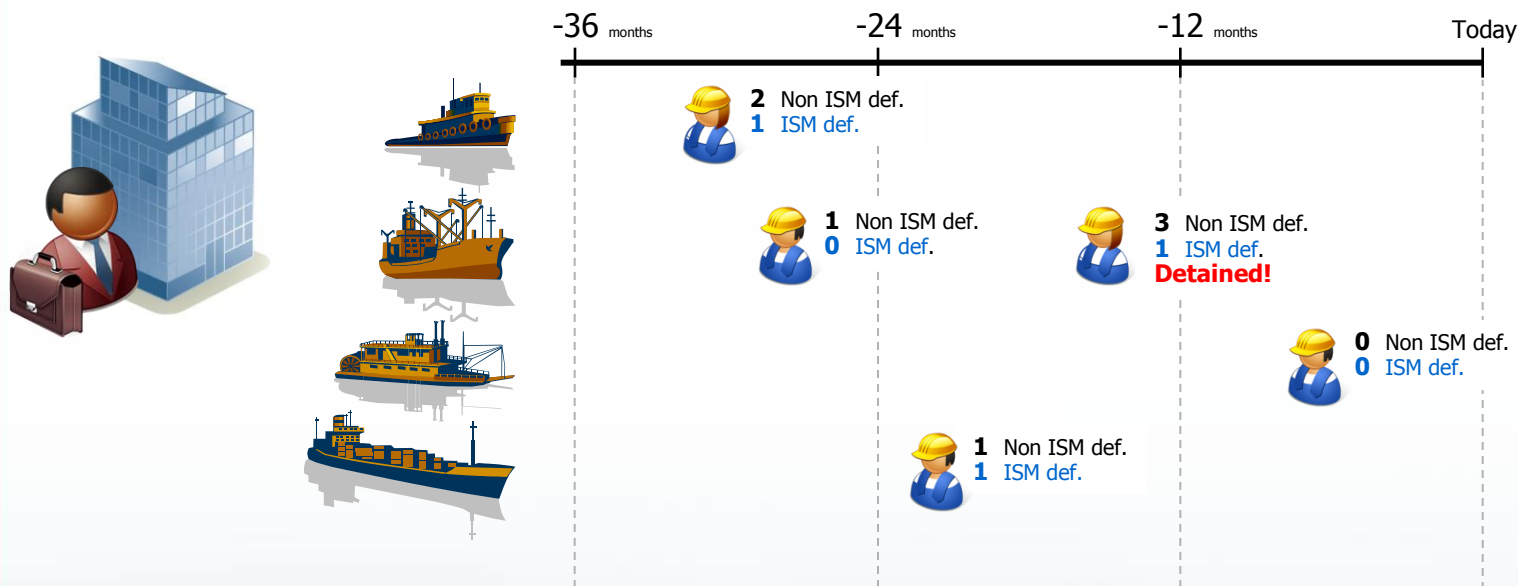 -36 months -24 months -12 months Today
2 Non ISM def.
1 ISM def.
1 Non ISM def.
0 ISM def.
3 Non ISM def.
1 ISM def.
Detained!
0 Non ISM def.
0 ISM def.
1 Non ISM def.
1 ISM def.